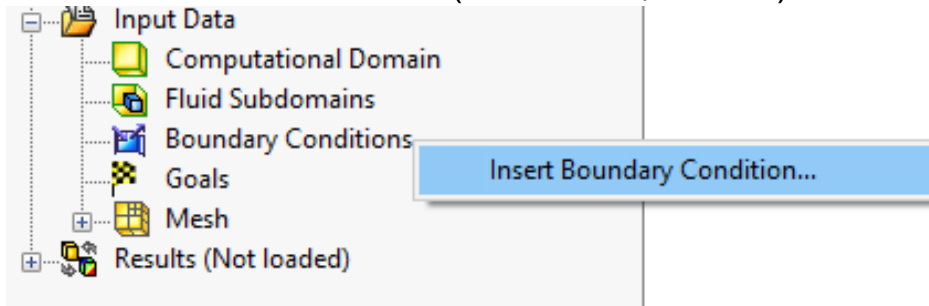 Input Data
Computational Domain
Fluid Subdomains
Boundary Conditions
Insert Boundary Condition...
Goals
Mesh
Results (Not loaded)